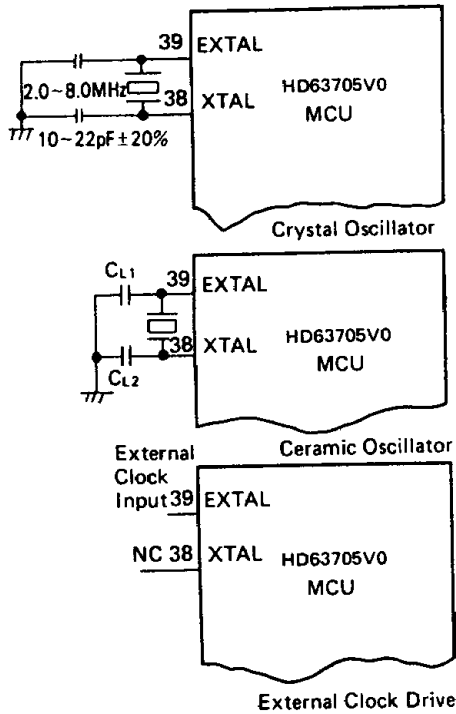 39 EXTAL
2.0~8.0MHz
38 XTAL
HD63705V0
MCU
10~22pF±20%
Crystal Oscillator
CL1
39 EXTAL
38 XTAL
CL2
HD63705V0
MCU
Ceramic Oscillator
External
Clock
Input 39 EXTAL
NC 38 XTAL
HD63705V0
MCU
External Clock Drive